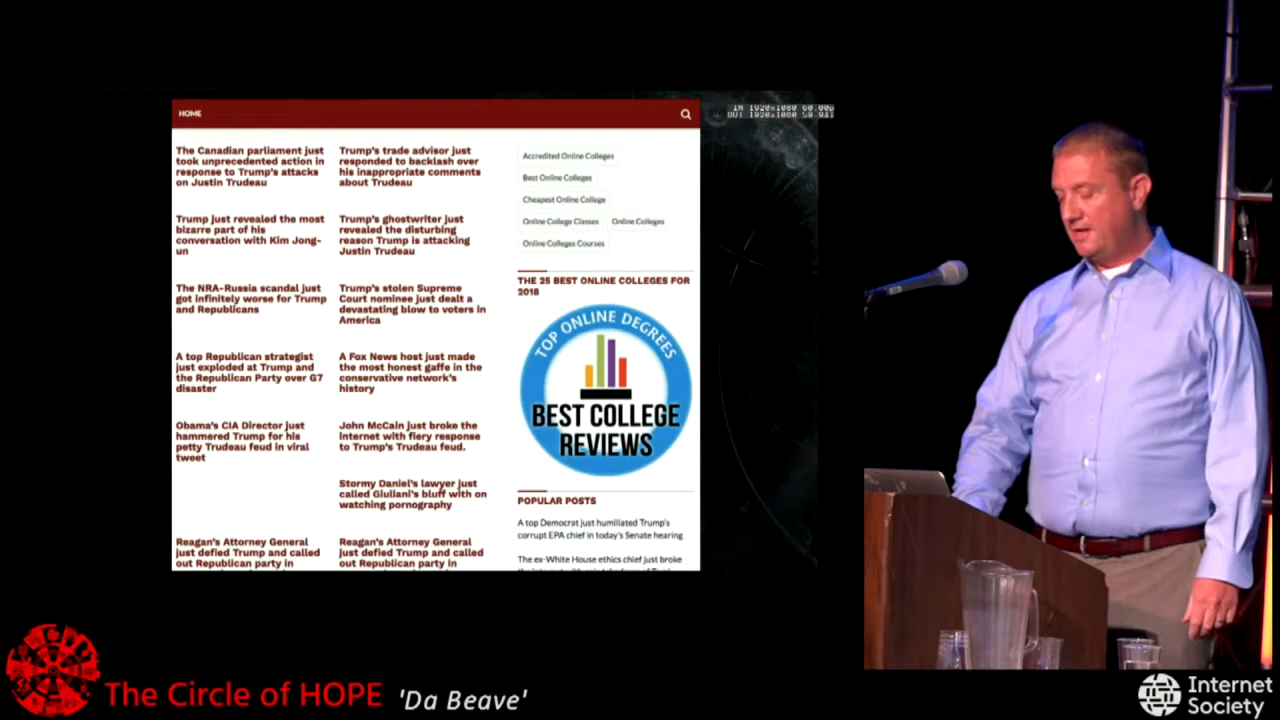 HOME
IN 1920x1080 60.00G
OUT 1920x1080 59.941
The Canadian parliament just
took unprecedented action in
response to Trump's attacks
on Justin Trudeau
Trump's trade advisor just
responded to backlash over
his inappropriate comments
about Trudeau
Trump just revealed the most
bizarre part of his
conversation with Kim Jong-
un
Trump's ghostwriter just
revealed the disturbing
reason Trump is attacking
Justin Trudeau
The NRA-Russia scandal just
got infinitely worse for Trump
and Republicans
Trump's stolen Supreme
Court nominee just dealt a
devastating blow to voters in
America
A top Republican strategist
just exploded at Trump and
the Republican Party over G7
disaster
A Fox News host just made
the most honest gaffe in the
conservative network's
history
Obama's CIA Director just
hammered Trump for his
petty Trudeau feud in viral
tweet
John McCain just broke the
internet with fiery response
to Trump's Trudeau feud.
Stormy Daniel's lawyer just
called Giuliani's bluff with on
watching pornography
Reagan's Attorney General
just defied Trump and called
out Republican party in
Reagan's Attorney General
just defied Trump and called
out Republican party in
Accredited Online Colleges
Best Online Colleges
Cheapest Online College
Online College Classes Online Colleges
Online Colleges Courses
THE 25 BEST ONLINE COLLEGES FOR
2018
TOP ONLINE DEGREES
BEST COLLEGE
REVIEWS
POPULAR POSTS
A top Democrat just humiliated Trump's
corrupt EPA chief in today's Senate hearing
The ex-White House ethics chief just broke
The Circle of HOPE 'Da Beave'
Internet
Society